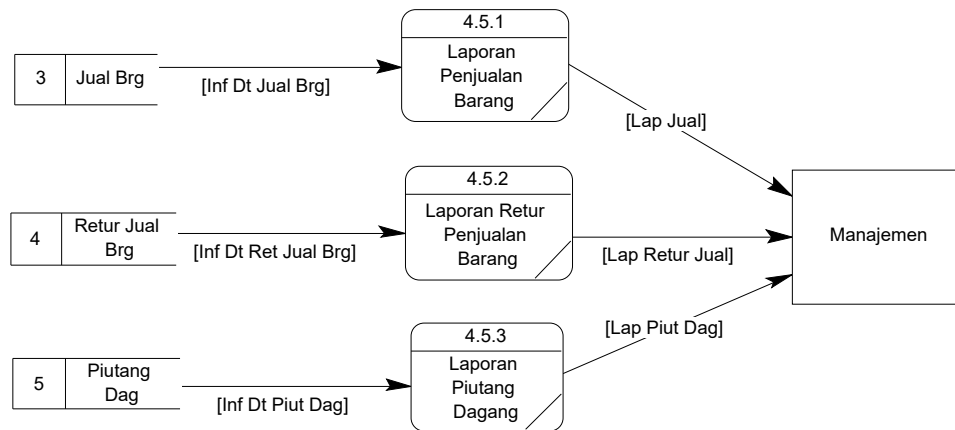 4.5.1
Laporan
Penjualan
Barang
3
Jual Brg
[Inf Dt Jual Brg]
[Lap Jual]
4.5.2
Laporan Retur
Penjualan
Barang
4
Retur Jual
Brg
[Inf Dt Ret Jual Brg]
[Lap Retur Jual]
Manajemen
[Lap Piut Dag]
4.5.3
Laporan
Piutang
Dagang
5
Piutang
Dag
[Inf Dt Piut Dag]